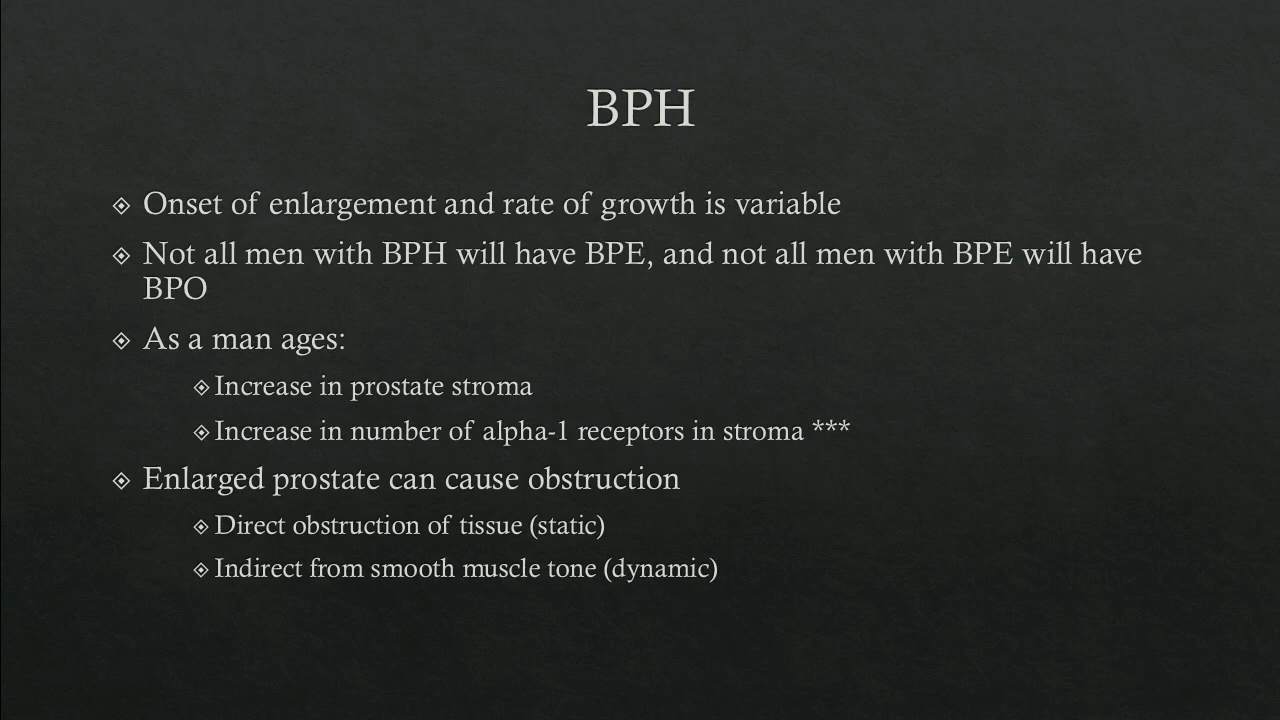 BPH
Onset of enlargement and rate of growth is variable
Not all men with BPH will have BPE, and not all men with BPE will have
BPO
As a man ages:
Increase in prostate stroma
Increase in number of alpha-1 receptors in stroma ***
Enlarged prostate can cause obstruction
Direct obstruction of tissue (static)
Indirect from smooth muscle tone (dynamic)